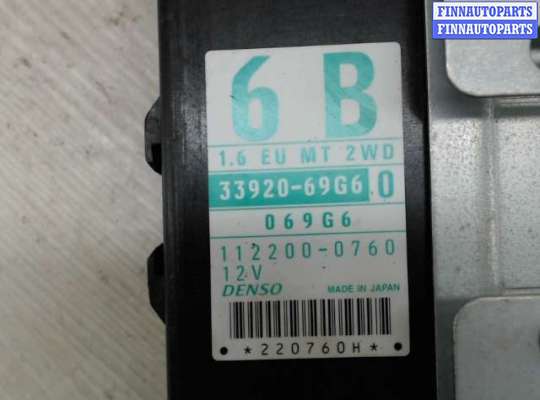 FINNAUTOPARTS
FINNAUTOPARTS
6 B
1.6 EU MT 2WD
33920-69G6 0
069G6
112200-0760
12V
DENSO MADE IN JAPAN
*220760H*